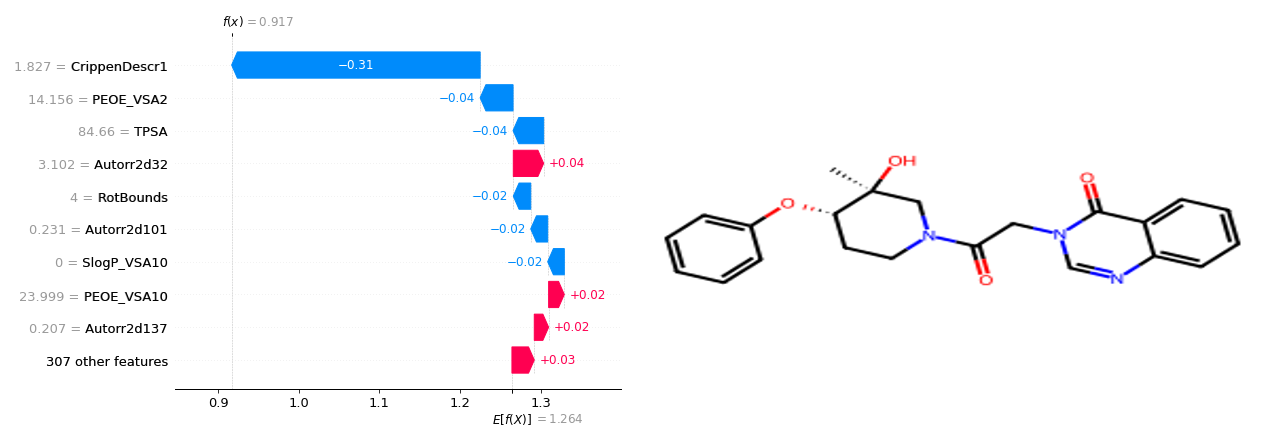 f(x) = 0.917
1.827 = CrippenDescr1
−0.31
14.156 = PEOE_VSA2
−0.04
84.66 = TPSA
−0.04
3.102 = Autorr2d32
+0.04
4 = RotBounds
−0.02
0.231 = Autorr2d101
−0.02
0 = SlogP_VSA10
−0.02
23.999 = PEOE_VSA10
+0.02
0.207 = Autorr2d137
+0.02
307 other features
+0.03
0.9 1.0 1.1 1.2 1.3
E[f(X)] = 1.264
OH
O
O
N
N
O
N